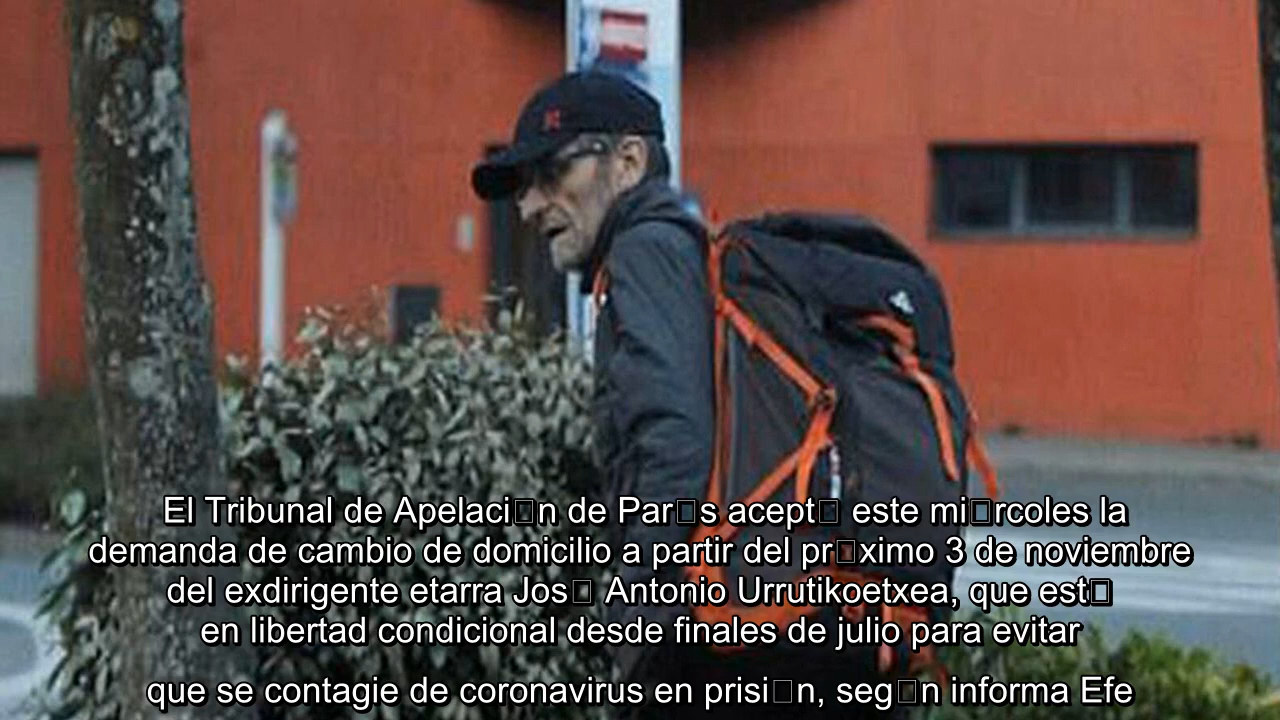 El Tribunal de Apelaci□n de Par□s acept□ este mi□rcoles la
demanda de cambio de domicilio a partir del pr□ximo 3 de noviembre
del exdirigente etarra Jos□ Antonio Urrutikoetxea, que est□
en libertad condicional desde finales de julio para evitar
que se contagie de coronavirus en prisi□n, seg□n informa Efe